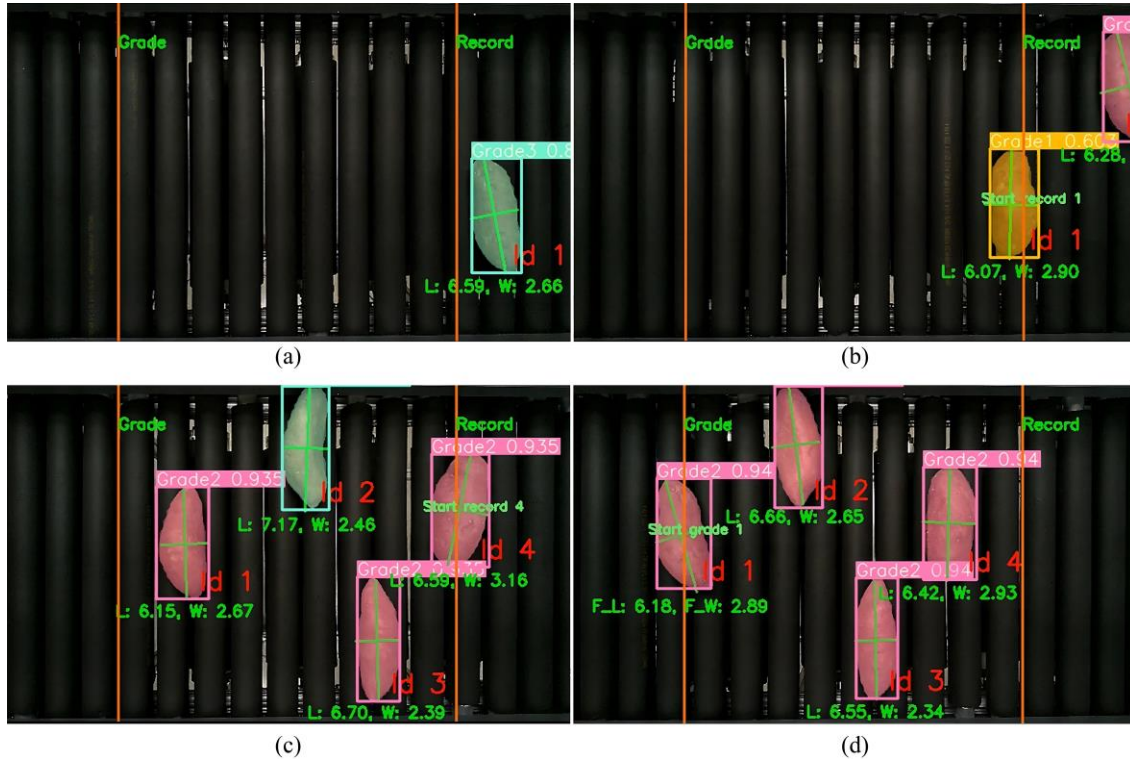 Grade
Record
Grade3 0.8
Id 1
L: 6.59, W: 2.66
(a)
Grade
Record
Gra
Grade1 0.603
L: 6.28,
Start record 1
Id 1
L: 6.07, W: 2.90
(b)
Grade
Record
Grade2 0.935
Grade2 0.935
Id 2
Start record 4
L: 7.17, W: 2.46
Id 4
Grade2
L: 6.59, W: 3.16
Id 1
L: 6.15, W: 2.67
Id 3
L: 6.70, W: 2.39
(c)
Grade
Record
Grade2 0.94
Grade2 0.94
Id 2
L: 6.66, W: 2.65
Start grade 1
Id 4
Id 1
Grade2 0.94
L: 6.42, W: 2.93
F_L: 6.18, F_W: 2.89
Id 3
L: 6.55, W: 2.34
(d)